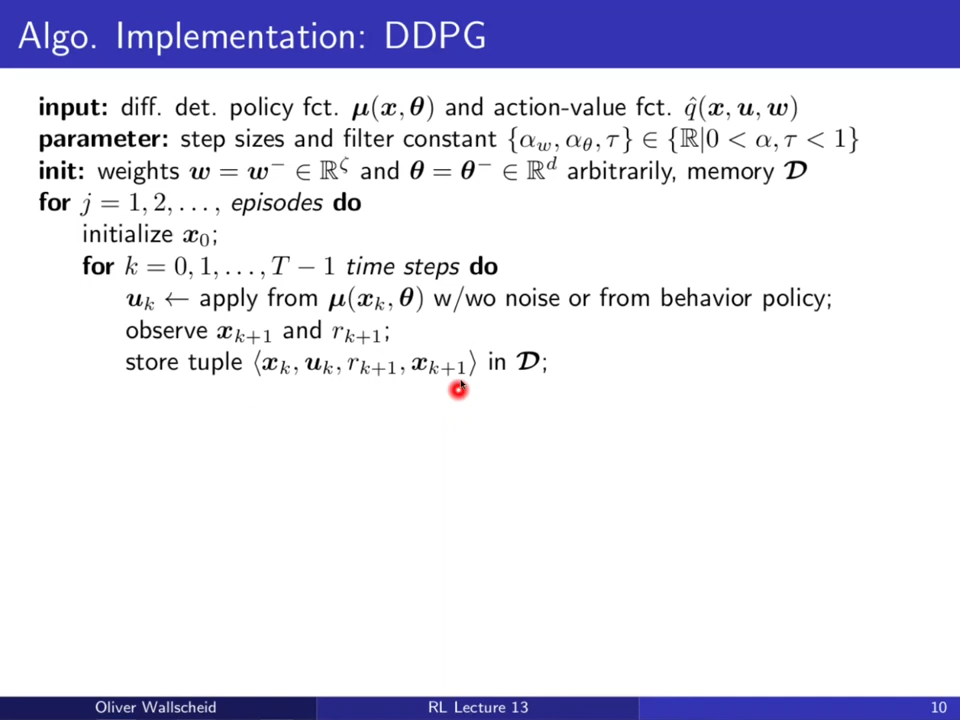 Algo. Implementation: DDPG
input: diff. det. policy fct. μ(x, θ) and action-value fct. q̂(x, u, w)
parameter: step sizes and filter constant {α_w, α_θ, τ} ∈ {ℝ|0 < α, τ < 1}
init: weights w = w⁻ ∈ ℝ^ζ and θ = θ⁻ ∈ ℝ^d arbitrarily, memory 𝓓
for j = 1, 2, . . . , episodes do
initialize x₀;
for k = 0, 1, . . . , T − 1 time steps do
u_k ← apply from μ(x_k, θ) w/wo noise or from behavior policy;
observe x_{k+1} and r_{k+1};
store tuple ⟨x_k, u_k, r_{k+1}, x_{k+1}⟩ in 𝓓;
Oliver Wallscheid RL Lecture 13 10